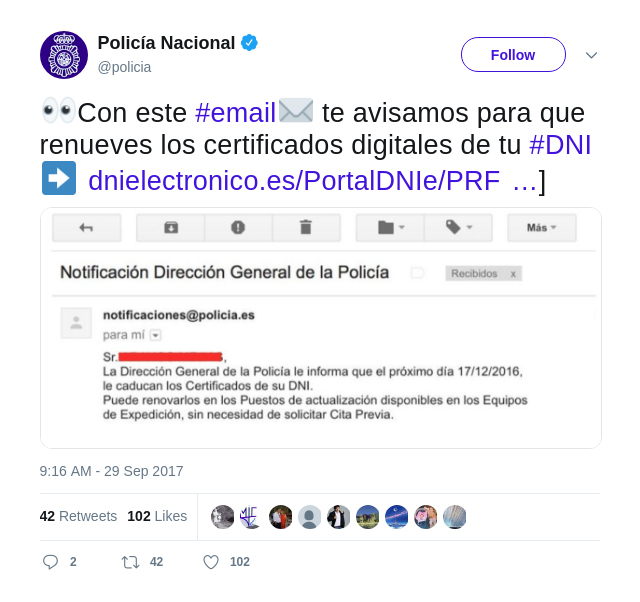 Policía Nacional
@policia
Follow
Con este #email te avisamos para que
renueves los certificados digitales de tu #DNI
dnielectronico.es/PortalDNIe/PRF …]
Más
Notificación Dirección General de la Policía
Recibidos x
notificaciones@policia.es
para mí
Sr. ,
La Dirección General de la Policía le informa que el próximo día 17/12/2016,
le caducan los Certificados de su DNI.
Puede renovarlos en los Puestos de actualización disponibles en los Equipos
de Expedición, sin necesidad de solicitar Cita Previa.
9:16 AM - 29 Sep 2017
42 Retweets 102 Likes
2 42 102